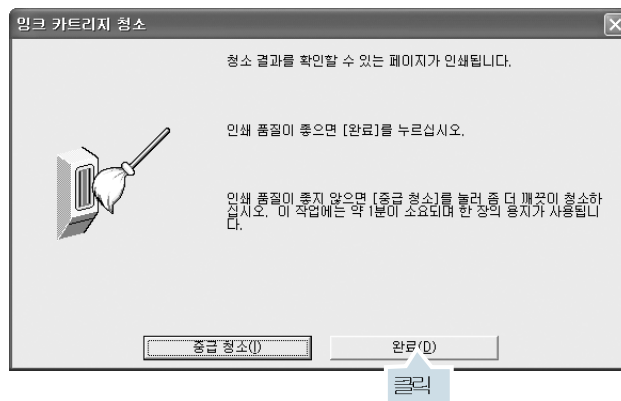 잉크 카트리지 청소
청소 결과를 확인할 수 있는 페이지가 인쇄됩니다.
인쇄 품질이 좋으면 [완료]를 누르십시오.
인쇄 품질이 좋지 않으면 [중급 청소]를 눌러 좀 더 깨끗이 청소하
십시오. 이 작업에는 약 1분이 소요되며 한 장의 용지가 사용됩니
다.
중급 청소(I) 완료(D)
클릭